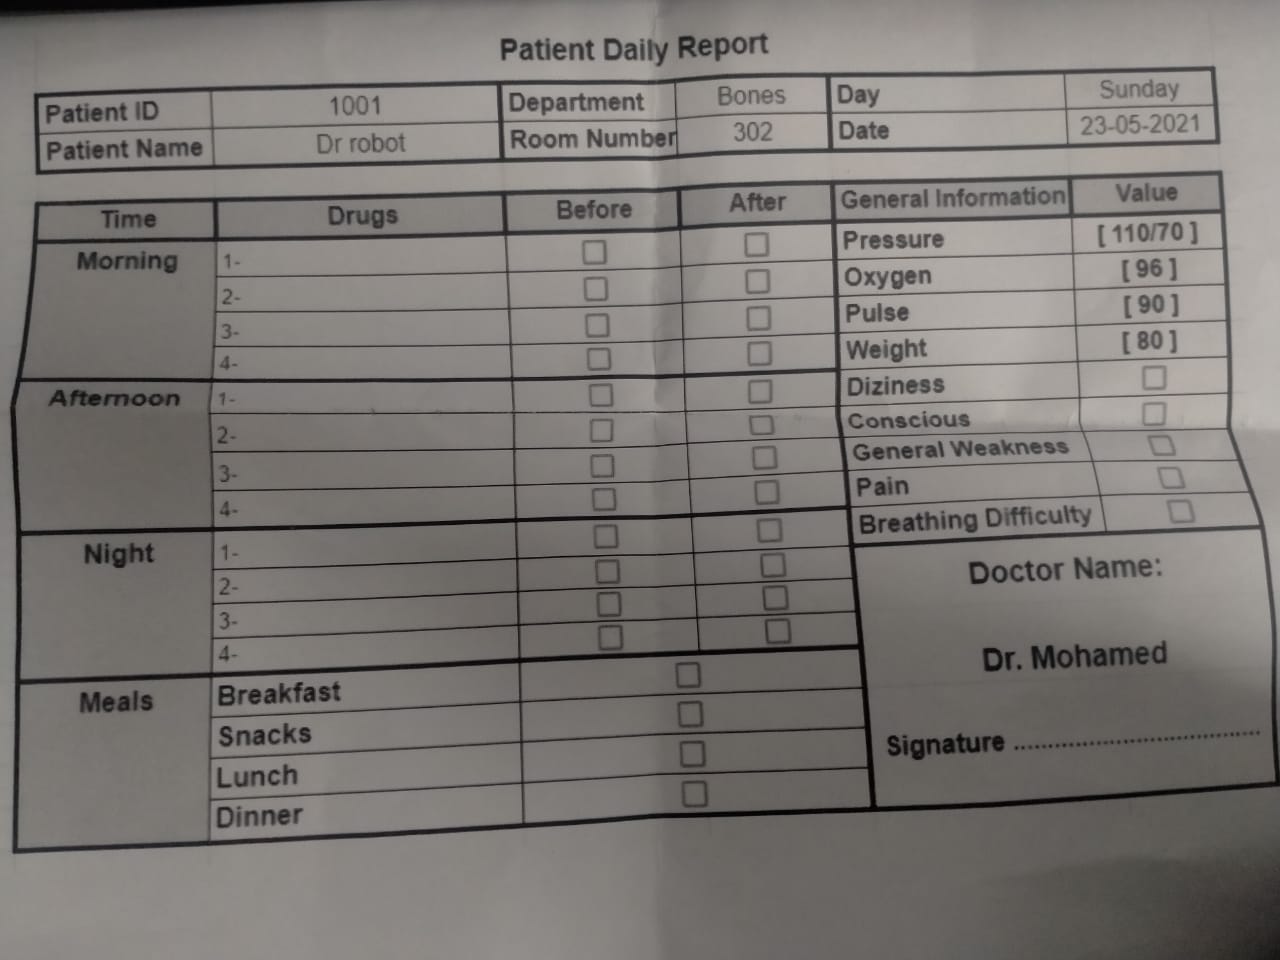 Patient Daily Report
Patient ID 1001 Department Bones Day Sunday
Patient Name Dr robot Room Number 302 Date 23-05-2021
Time Drugs Before After General Information Value
Morning 1- Pressure [ 110/70 ]
2- Oxygen [ 96 ]
3- Pulse [ 90 ]
4- Weight [ 80 ]
Afternoon 1- Diziness
2- Conscious
3- General Weakness
4- Pain
Breathing Difficulty
Night 1-
2-
3-
4-
Doctor Name:
Dr. Mohamed
Signature ......................................
Meals Breakfast
Snacks
Lunch
Dinner